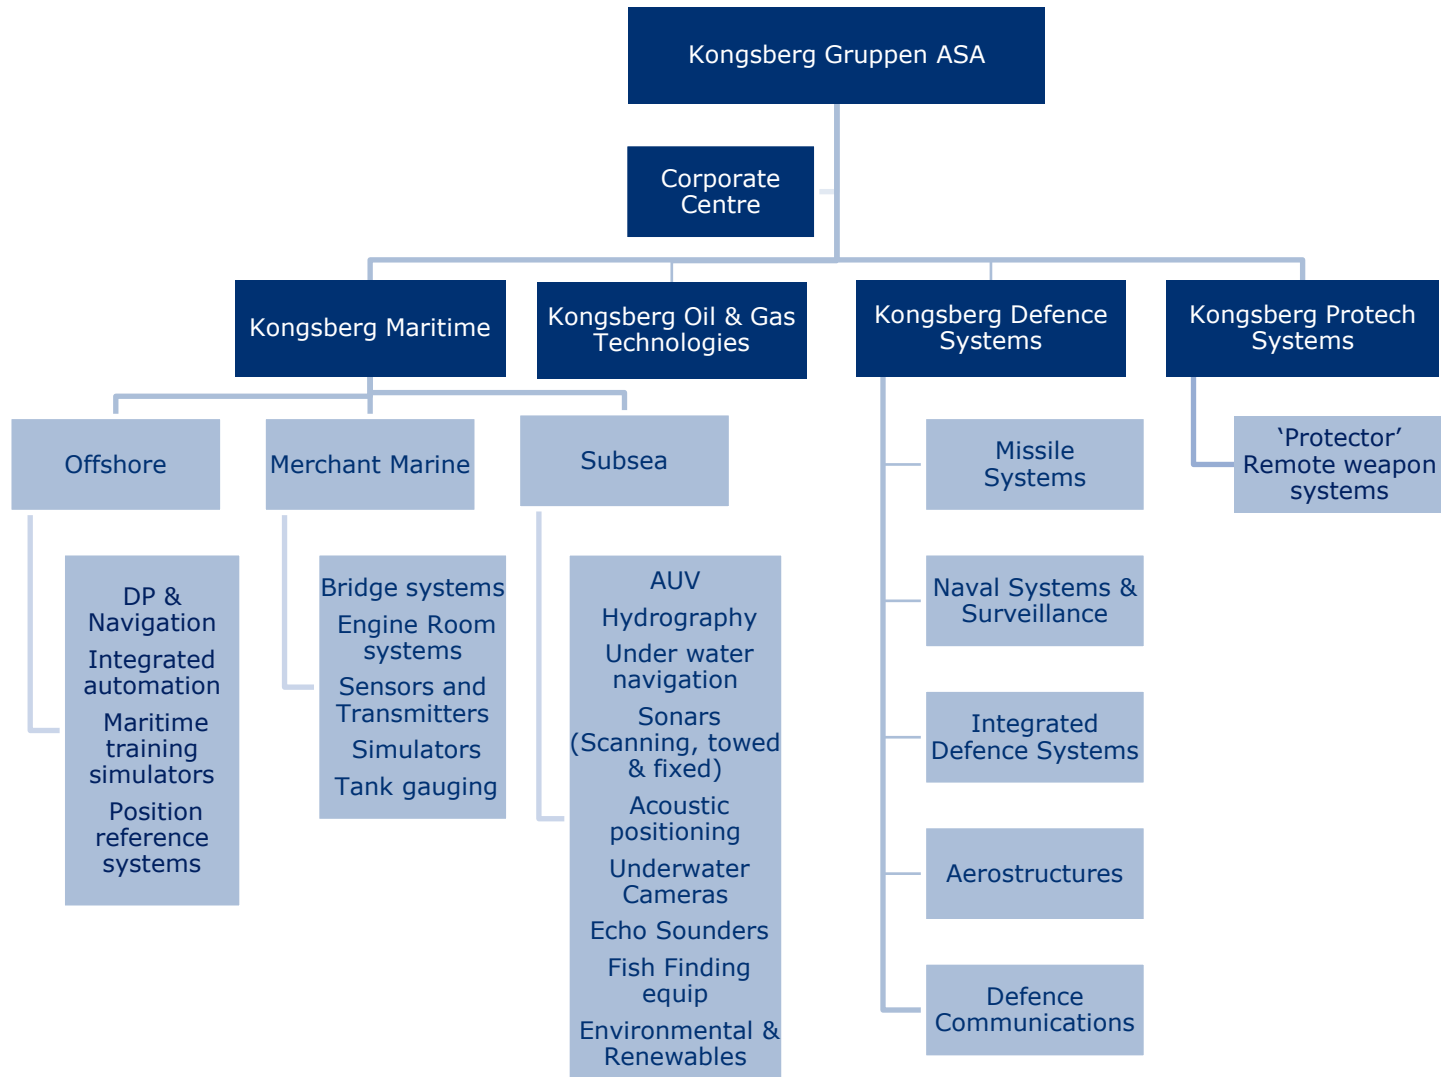 Kongsberg Gruppen ASA
Corporate
Centre
Kongsberg Maritime
Kongsberg Oil & Gas
Technologies
Kongsberg Defence
Systems
Kongsberg Protech
Systems
Offshore
Merchant Marine
Subsea
DP &
Navigation
Integrated
automation
Maritime
training
simulators
Position
reference
systems
Bridge systems
Engine Room
systems
Sensors and
Transmitters
Simulators
Tank gauging
AUV
Hydrography
Under water
navigation
Sonars
(Scanning, towed
& fixed)
Acoustic
positioning
Underwater
Cameras
Echo Sounders
Fish Finding
equip
Environmental &
Renewables
Missile
Systems
Naval Systems &
Surveillance
Integrated
Defence Systems
Aerostructures
Defence
Communications
‘Protector’
Remote weapon
systems